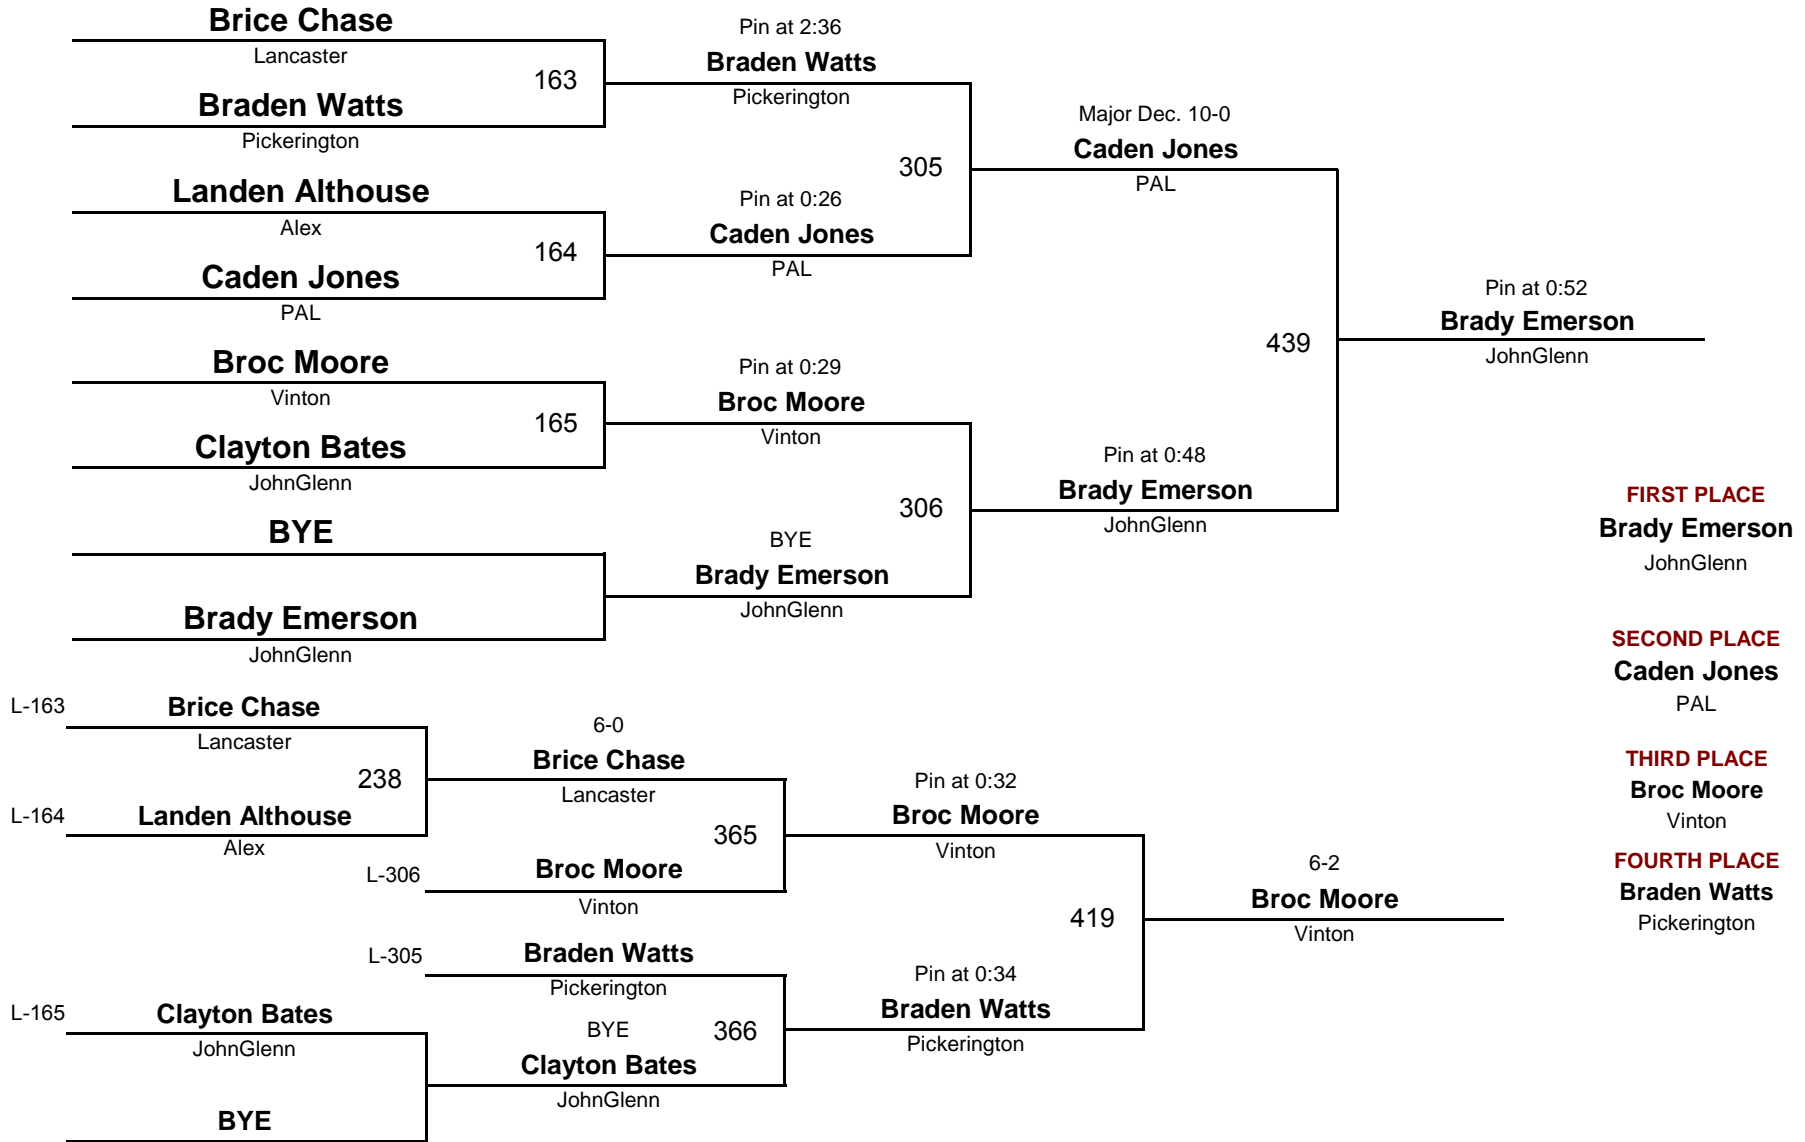 Brice Chase
Lancaster
163
Braden Watts
Pickerington
Landen Althouse
Alex
164
Caden Jones
PAL
Broc Moore
Vinton
165
Clayton Bates
JohnGlenn
BYE
Brady Emerson
JohnGlenn
Pin at 2:36
Braden Watts
Pickerington
305
Pin at 0:26
Caden Jones
PAL
Pin at 0:29
Broc Moore
Vinton
306
BYE
Brady Emerson
JohnGlenn
Major Dec. 10-0
Caden Jones
PAL
439
Pin at 0:48
Brady Emerson
JohnGlenn
Pin at 0:52
Brady Emerson
JohnGlenn
FIRST PLACE
Brady Emerson
JohnGlenn
SECOND PLACE
Caden Jones
PAL
THIRD PLACE
Broc Moore
Vinton
FOURTH PLACE
Braden Watts
Pickerington
L-163
Brice Chase
Lancaster
238
L-164
Landen Althouse
Alex
L-165
Clayton Bates
JohnGlenn
BYE
6-0
Brice Chase
Lancaster
365
L-306
Broc Moore
Vinton
L-305
Braden Watts
Pickerington
366
BYE
Clayton Bates
JohnGlenn
Pin at 0:32
Broc Moore
Vinton
419
Pin at 0:34
Braden Watts
Pickerington
6-2
Broc Moore
Vinton